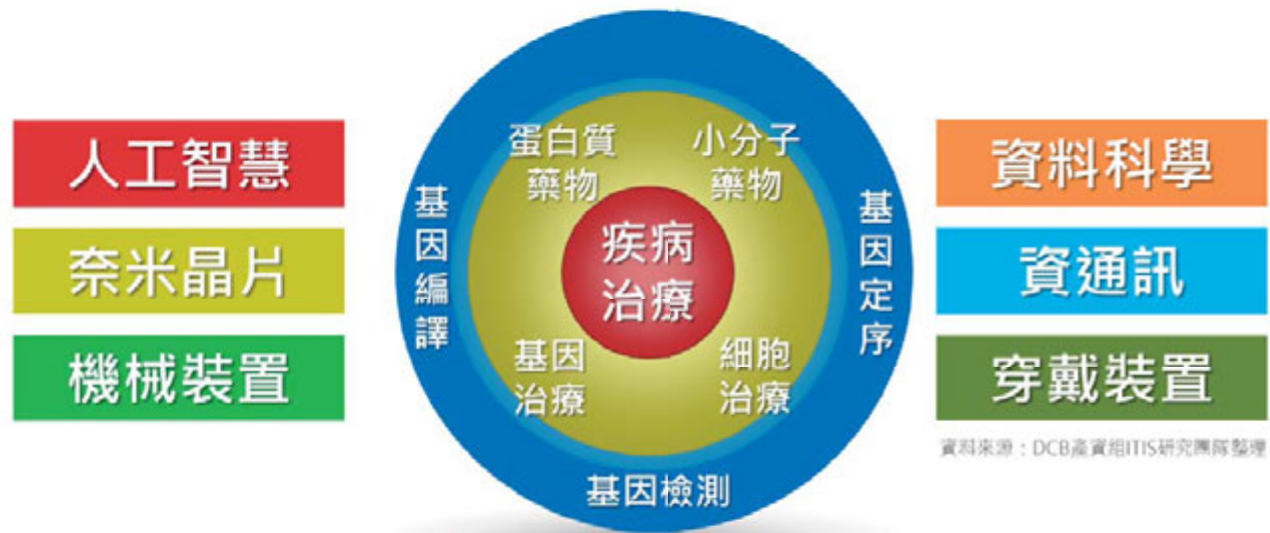 人工智慧
奈米晶片
機械裝置
基因編譯
蛋白質
藥物
小分子
藥物
疾病
治療
基因
治療
細胞
治療
基因定序
基因檢測
資料科學
資通訊
穿戴裝置
資料來源：DCB產資組ITIS研究團隊整理